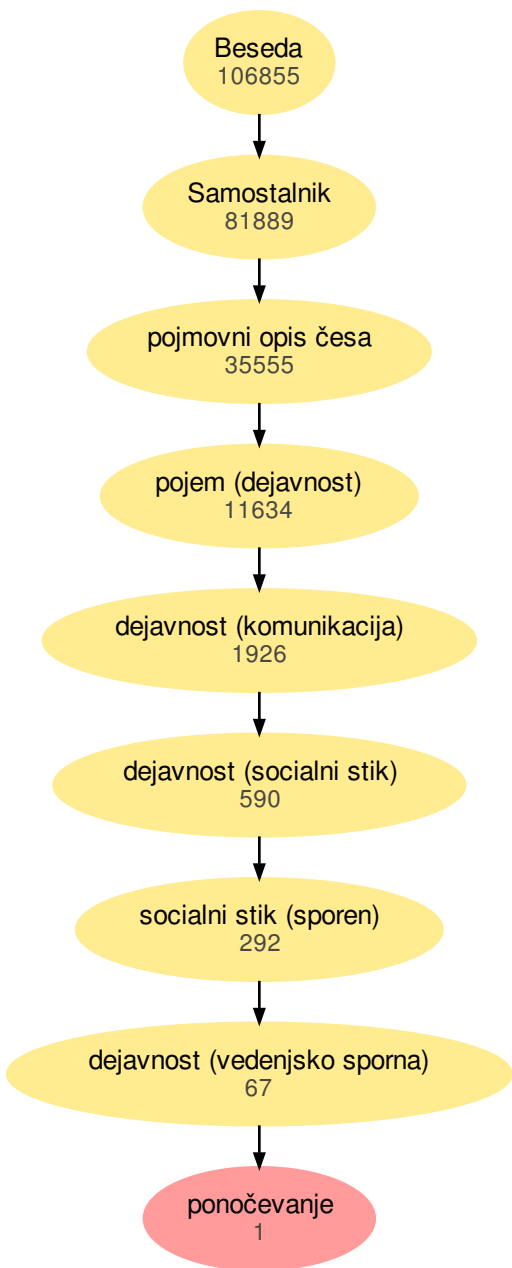 Beseda
106855
Samostalnik
81889
pojmovni opis česa
35555
pojem (dejavnost)
11634
dejavnost (komunikacija)
1926
dejavnost (socialni stik)
590
socialni stik (sporen)
292
dejavnost (vedenjsko sporna)
67
ponočevanje
1